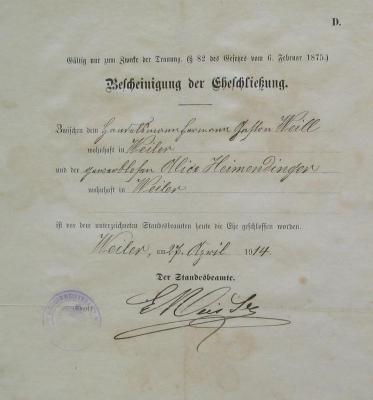 D.
Gültig nur zum Zwecke der Trauung. (§ 82 des Gesetzes vom 6. Februar 1875.)
Bescheinigung der Eheschließung.
Zwischen dem Handelsmann Hermann Gaston Weill
wohnhaft in Weiler
und der gewerblosen Alice Heimendinger
wohnhaft in Weiler
ist vor dem unterzeichneten Standesbeamten heute die Ehe geschlossen worden.
Weiler, am 27 April 1914.
Der Standesbeamte.